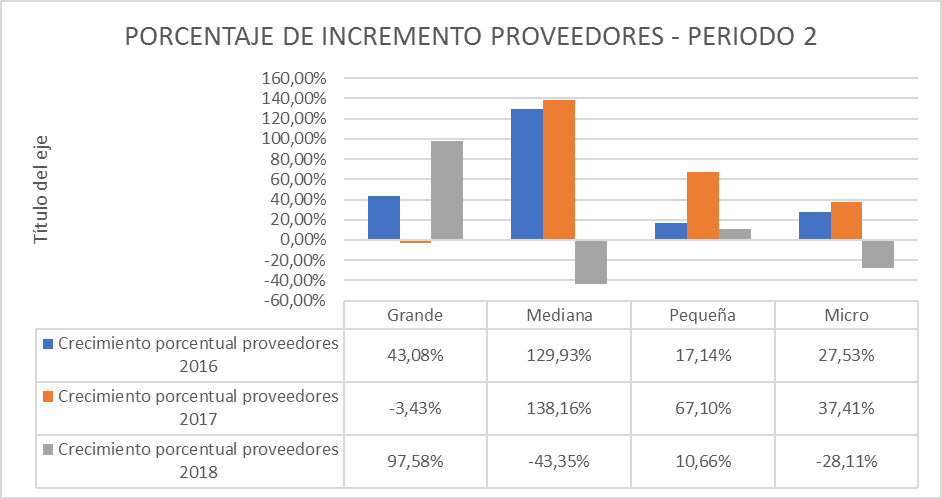 PORCENTAJE DE INCREMENTO PROVEEDORES - PERIODO 2
Título del eje
160,00%
140,00%
120,00%
100,00%
80,00%
60,00%
40,00%
20,00%
0,00%
-20,00%
-40,00%
-60,00%
Grande Mediana Pequeña Micro
Crecimiento porcentual proveedores
2016
43,08% 129,93% 17,14% 27,53%
Crecimiento porcentual proveedores
2017
-3,43% 138,16% 67,10% 37,41%
Crecimiento porcentual proveedores
2018
97,58% -43,35% 10,66% -28,11%